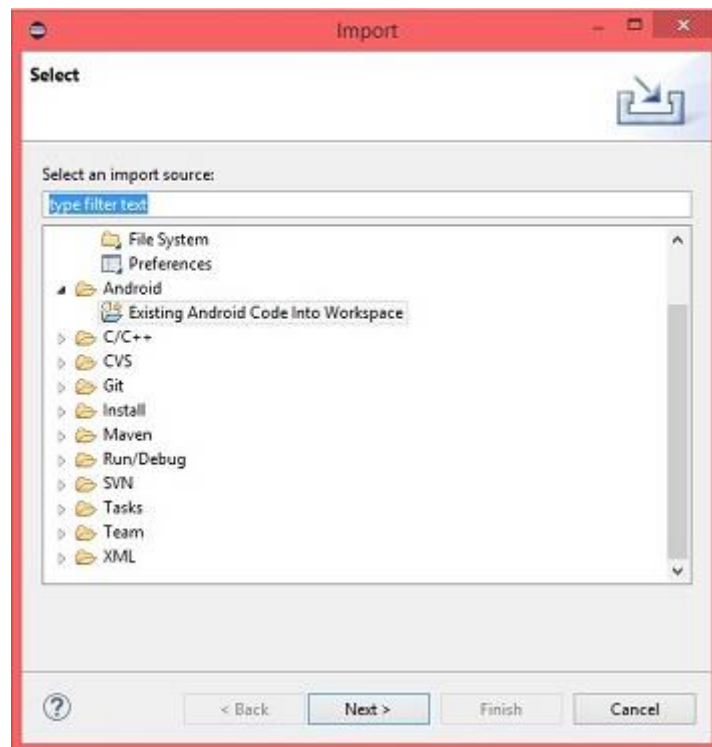 Import
Select
Select an import source:
type filter text
File System
Preferences
Android
Existing Android Code Into Workspace
C/C++
CVS
Git
Install
Maven
Run/Debug
SVN
Tasks
Team
XML
?
< Back
Next >
Finish
Cancel